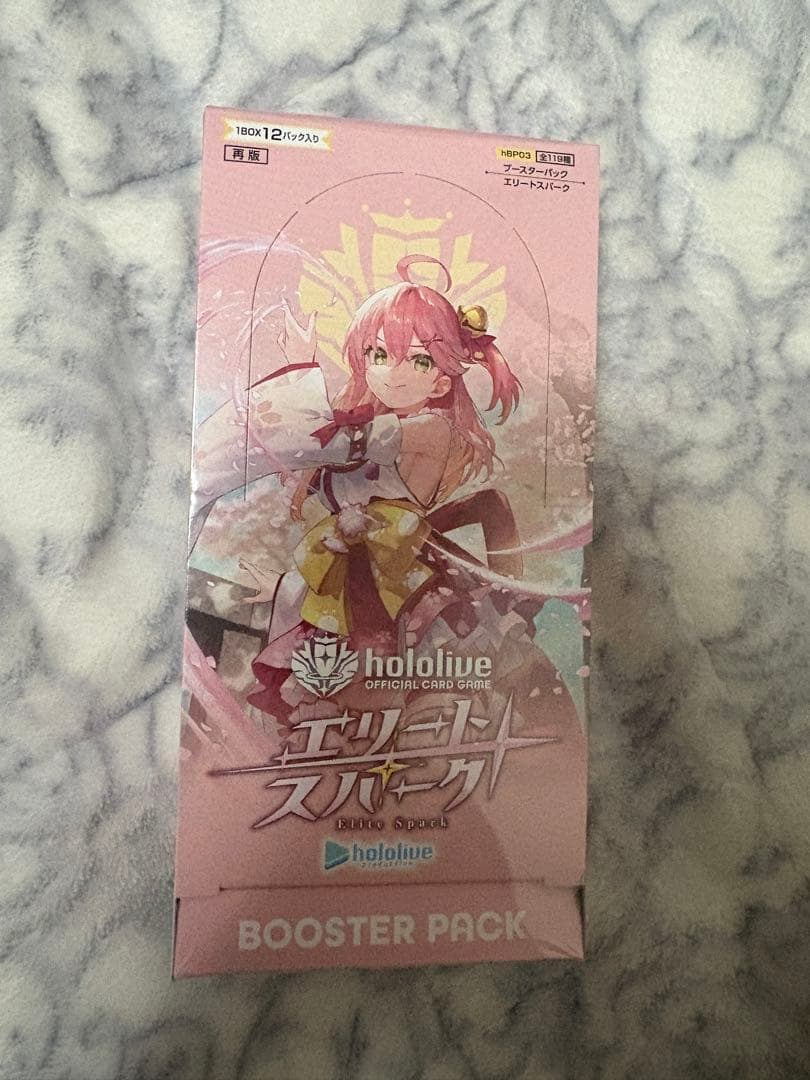 1BOX12パック入り
再版
hBP03 全119種
ブースターパック
エリートスパーク
hololive
OFFICIAL CARD GAME
エリート
スパーク
Elite Spark
hololive
production
BOOSTER PACK